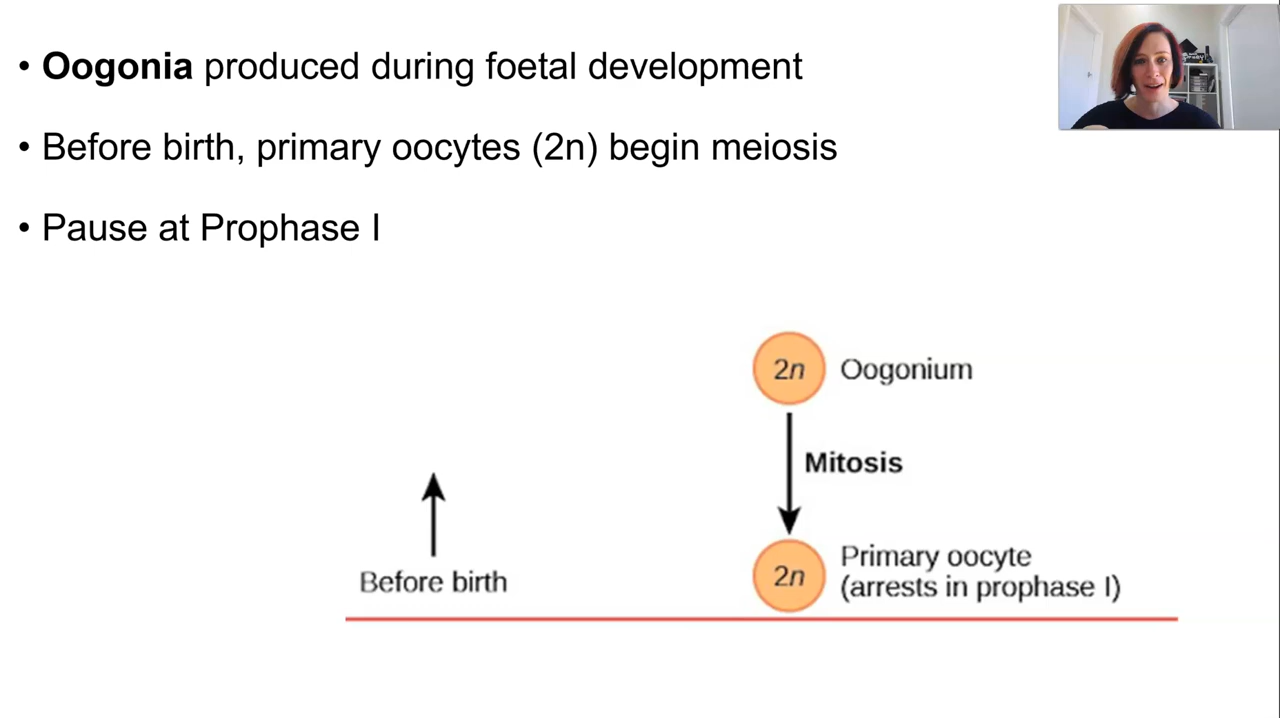 • Oogonia produced during foetal development
• Before birth, primary oocytes (2n) begin meiosis
• Pause at Prophase I
2n Oogonium
Mitosis
Before birth
2n Primary oocyte
(arrests in prophase I)